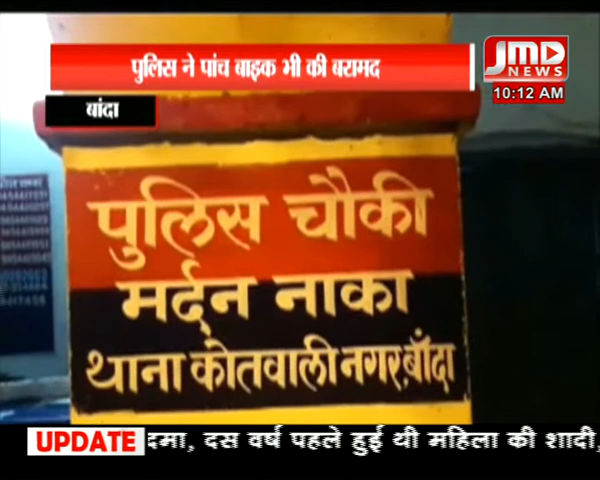 पुलिस ने पांच बाइक भी की बरामद
JMD
NEWS
10:12 AM
बांदा
पुलिस चौकी
मर्दन नाका
थाना कोतवाली नगर,बाँदा
UPDATE दमा, दस वर्ष पहले हुई थी महिला की शादी,